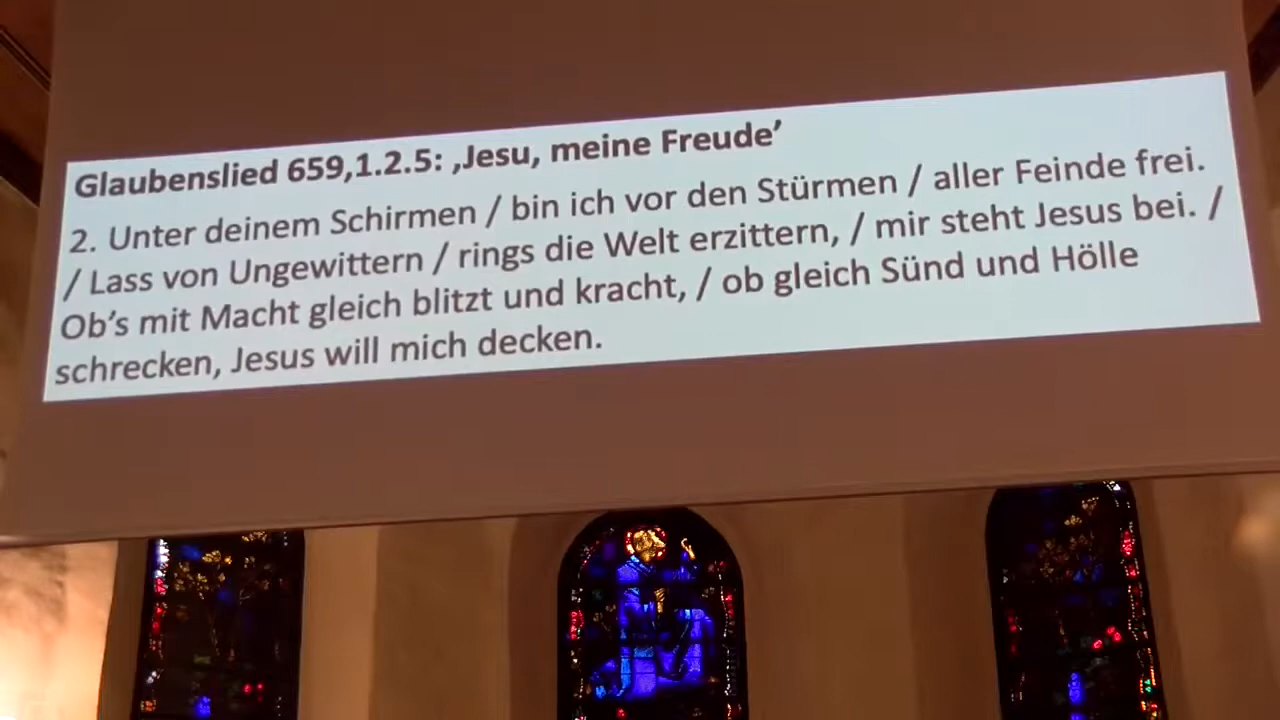 Glaubenslied 659,1.2.5: ‚Jesu, meine Freude’
2. Unter deinem Schirmen / bin ich vor den Stürmen / aller Feinde frei.
/ Lass von Ungewittern / rings die Welt erzittern, / mir steht Jesus bei. /
Ob’s mit Macht gleich blitzt und kracht, / ob gleich Sünd und Hölle
schrecken, Jesus will mich decken.